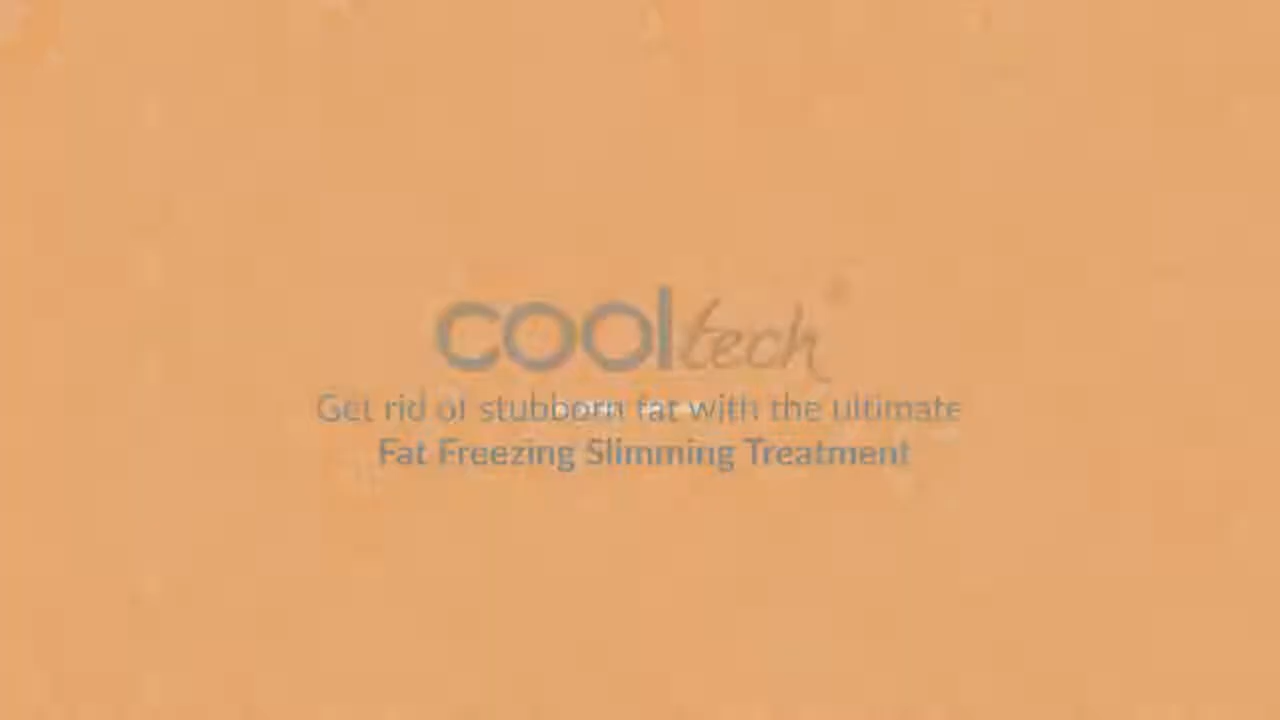 cooltech®
Get rid of stubborn fat with the ultimate
Fat Freezing Slimming Treatment